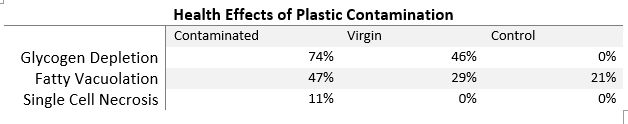 Health Effects of Plastic Contamination
Contaminated Virgin Control
Glycogen Depletion 74% 46% 0%
Fatty Vacuolation 47% 29% 21%
Single Cell Necrosis 11% 0% 0%